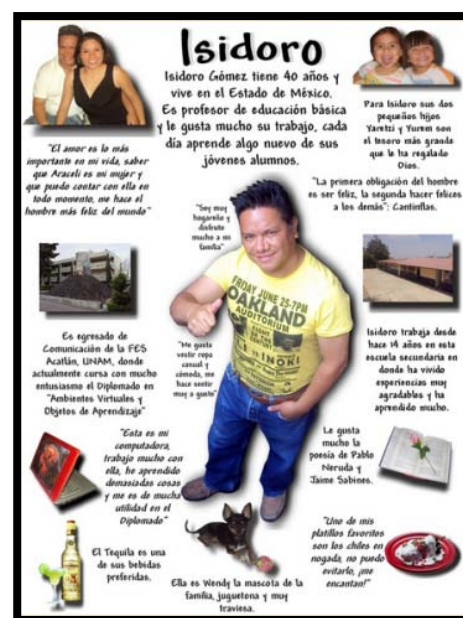 Isidoro
Isidoro Gómez tiene 40 años y
vive en el Estado de México.
Es profesor de educación básica
y le gusta mucho su trabajo, cada
día aprende algo nuevo de sus
jóvenes alumnos.
"El amor es lo más
importante en mi vida, saber
que Araceli es mi mujer y
que puedo contar con ella en
todo momento, me hace el
hombre más feliz del mundo"
Para Isidoro sus dos
pequeños hijos
Yaretzi y Yurem son
el tesoro más grande
que le ha regalado
Dios.
"La primera obligación del hombre
es ser feliz, la segunda hacer felices
a los demás": Cantinflas.
"Soy muy
hogareño y
disfruto
mucho a mi
familia"
FRIDAY JUNE 25-7PM
OAKLAND
AUDITORIUM
INOKI
Es egresado de
Comunicación de la FES
Acatlán, UNAM, donde
actualmente cursa con mucho
entusiasmo el Diplomado en
"Ambientes Virtuales y
Objetos de Aprendizaje"
"Me gusta
vestir ropa
casual y
cómoda, me
hace sentir
muy a gusto"
Isidoro trabaja desde
hace 14 años en esta
escuela secundaria en
donde ha vivido
experiencias muy
agradables y ha
aprendido mucho.
"Esta es mi
computadora,
trabajo mucho con
ella, he aprendido
demasiadas cosas
y me es de mucha
utilidad en el
Diplomado"
Le gusta
mucho la
poesía de Pablo
Neruda y
Jaime Sabines.
El Tequila es una
de sus bebidas
preferidas.
Ella es Wendy la mascota de la
familia, juguetona y muy
traviesa.
"Uno de mis
platillos favoritos
son los chiles en
nogada, no puedo
evitarlo, ¡me
encantan!"